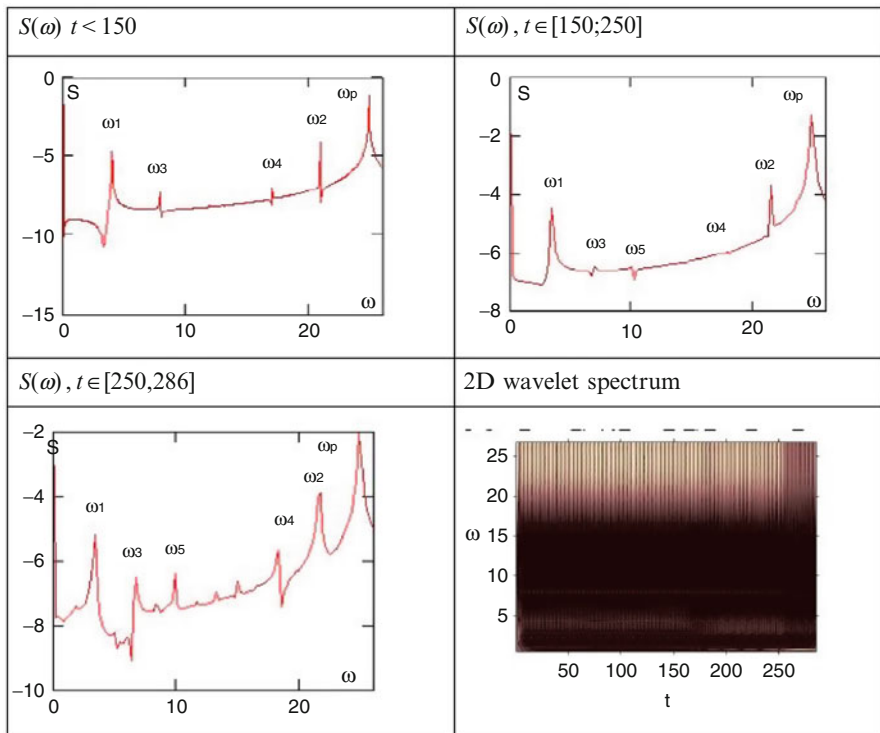 S(ω) t < 150
S(ω) , t ∈ [150;250]
0
S
ωp
ω1
ω2
ω3
ω4
−5
−10
−15
0
10
20
ω
0
S
ωp
−2
ω2
ω1
−4
ω3
ω5
ω4
−6
−8
ω
0
10
20
S(ω) , t ∈ [250,286]
2D wavelet spectrum
−2
S
ωp
ω2
−4
ω1
ω4
ω3
ω5
−6
−8
−10
ω
0
10
20
25
20
15
ω
10
5
50
100
150
200
250
t